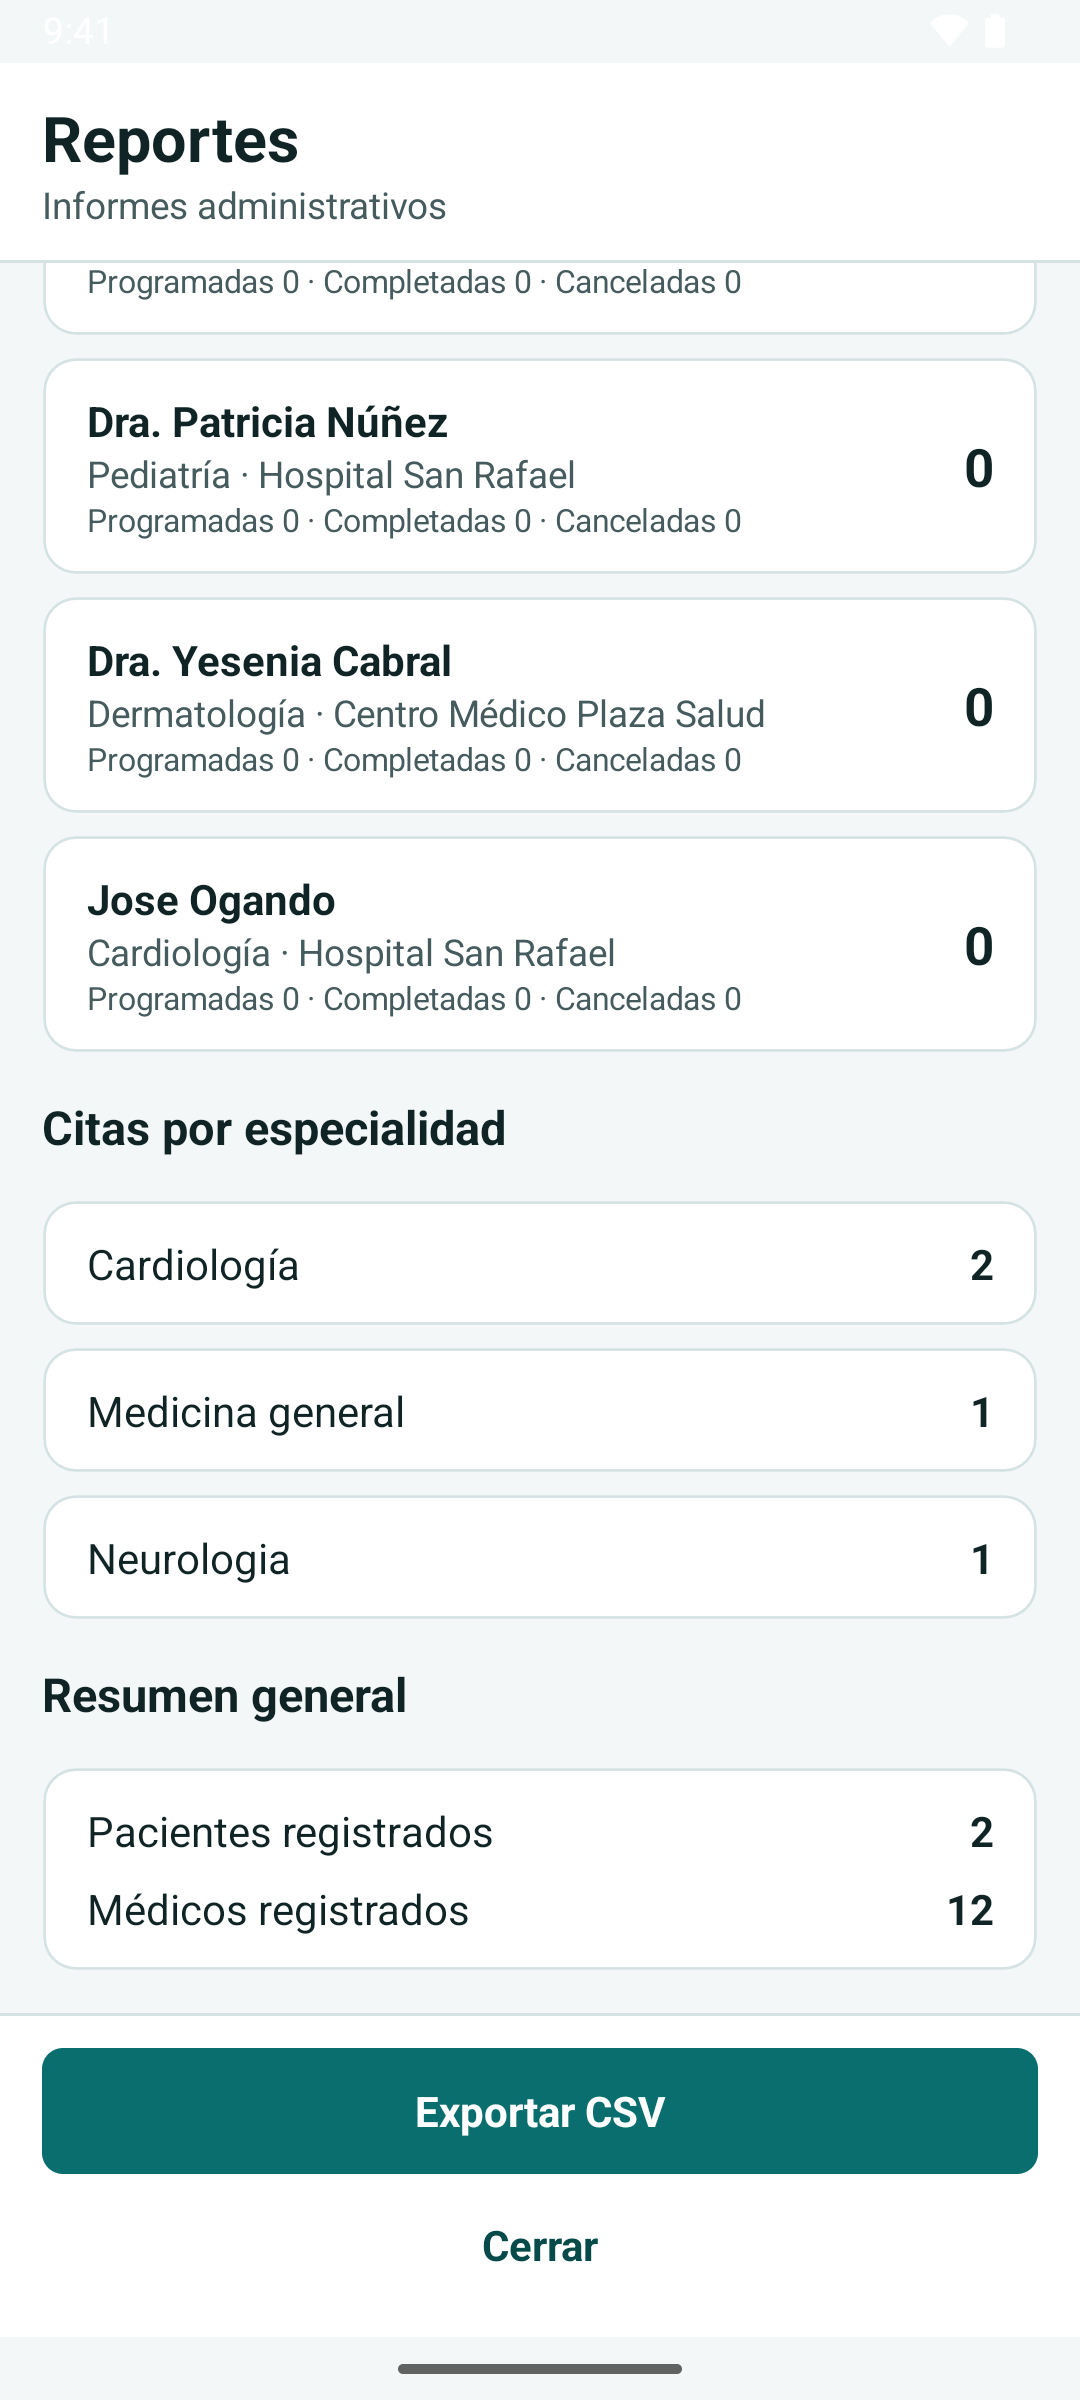 9:41
Reportes
Informes administrativos
Programadas 0 · Completadas 0 · Canceladas 0
Dra. Patricia Núñez
Pediatría · Hospital San Rafael
0
Programadas 0 · Completadas 0 · Canceladas 0
Dra. Yesenia Cabral
Dermatología · Centro Médico Plaza Salud
0
Programadas 0 · Completadas 0 · Canceladas 0
Jose Ogando
Cardiología · Hospital San Rafael
0
Programadas 0 · Completadas 0 · Canceladas 0
Citas por especialidad
Cardiología 2
Medicina general 1
Neurologia 1
Resumen general
Pacientes registrados 2
Médicos registrados 12
Exportar CSV
Cerrar